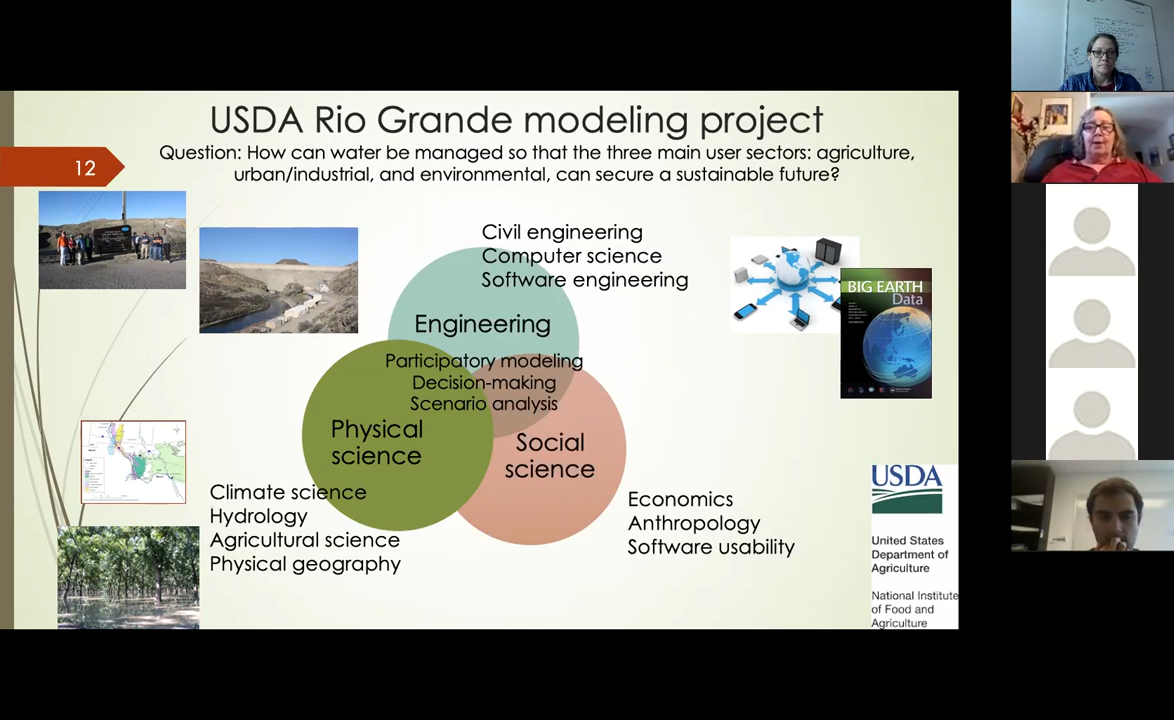 USDA Rio Grande modeling project
Question: How can water be managed so that the three main user sectors: agriculture,
urban/industrial, and environmental, can secure a sustainable future?
12
Civil engineering
Computer science
Software engineering
BIG EARTH
Data
Engineering
Participatory modeling
Decision-making
Scenario analysis
Physical
science
Social
science
Climate science
Hydrology
Agricultural science
Physical geography
Economics
Anthropology
Software usability
USDA
United States
Department of
Agriculture
National Institute
of Food and
Agriculture